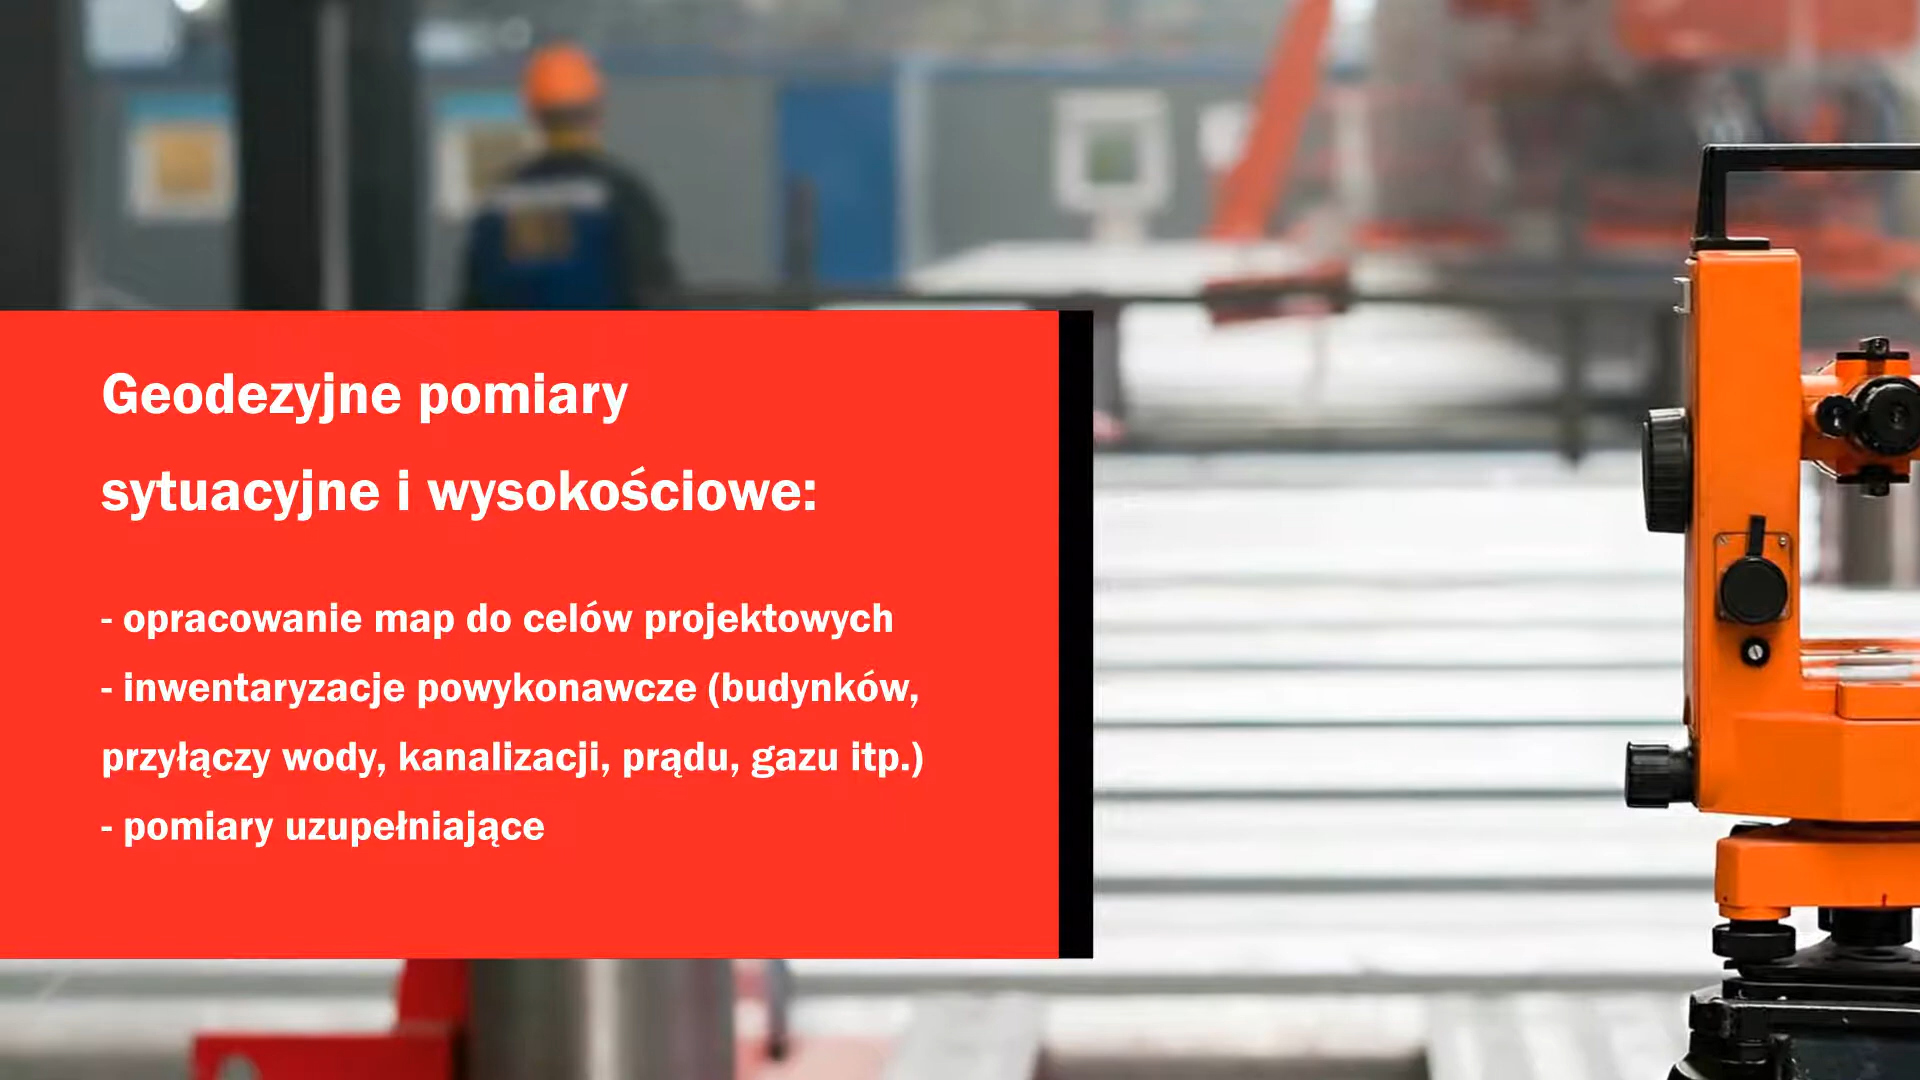 Geodezyjne pomiary
sytuacyjne i wysokościowe:
- opracowanie map do celów projektowych
- inwentaryzacje powykonawcze (budynków,
przyłączy wody, kanalizacji, prądu, gazu itp.)
- pomiary uzupełniające